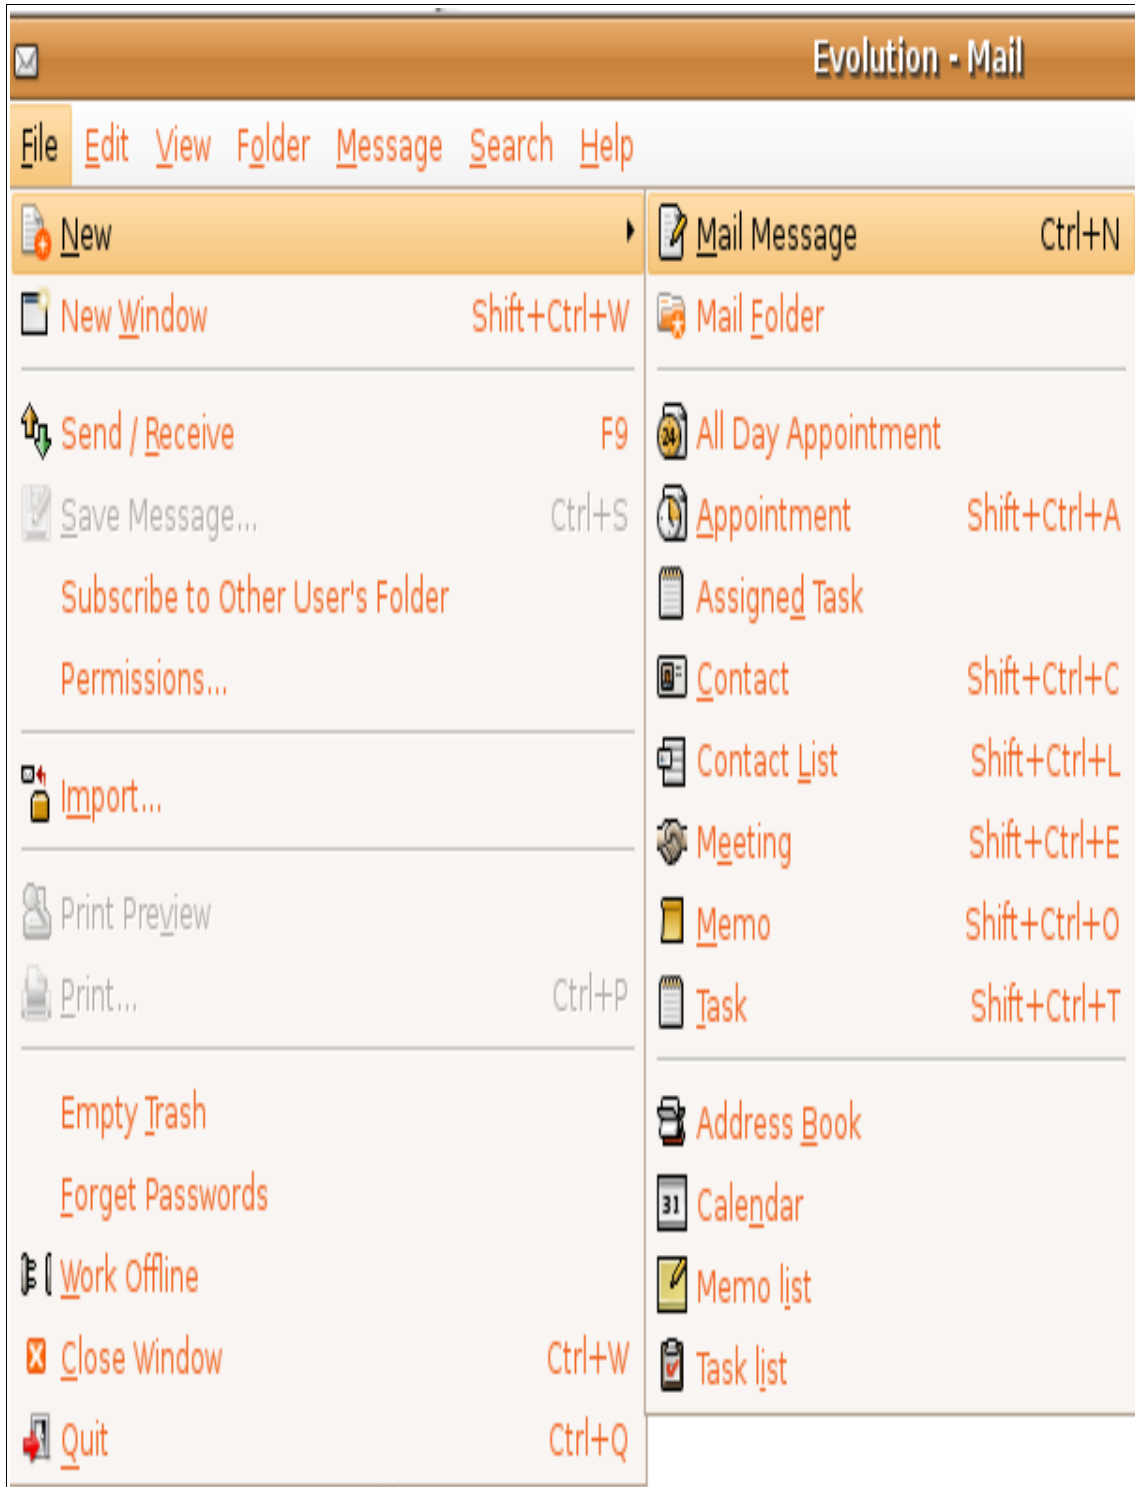 Evolution - Mail
File Edit View Folder Message Search Help
New
New Window Shift+Ctrl+W
Send / Receive F9
Save Message... Ctrl+S
Subscribe to Other User's Folder
Permissions...
Import...
Print Preview
Print... Ctrl+P
Empty Trash
Forget Passwords
Work Offline
Close Window Ctrl+W
Quit Ctrl+Q
Mail Message Ctrl+N
Mail Folder
24 All Day Appointment
Appointment Shift+Ctrl+A
Assigned Task
Contact Shift+Ctrl+C
Contact List Shift+Ctrl+L
Meeting Shift+Ctrl+E
Memo Shift+Ctrl+O
Task Shift+Ctrl+T
Address Book
31 Calendar
Memo list
Task list